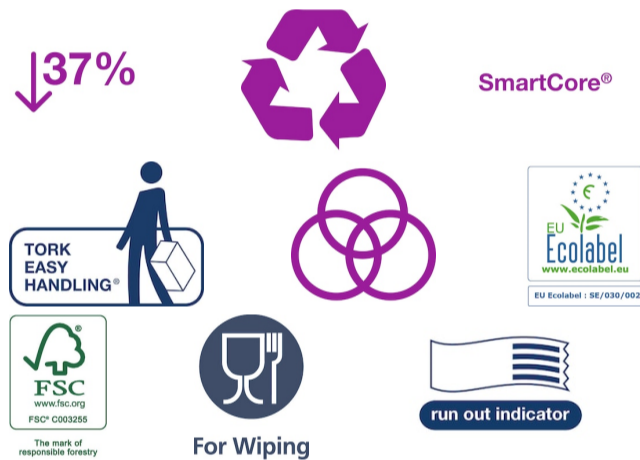 37%
SmartCore®
TORK
EASY
HANDLING®
EU
Ecolabel
www.ecolabel.eu
EU Ecolabel : SE/030/002
FSC
www.fsc.org
FSC® C003255
The mark of
responsible forestry
For Wiping
run out indicator